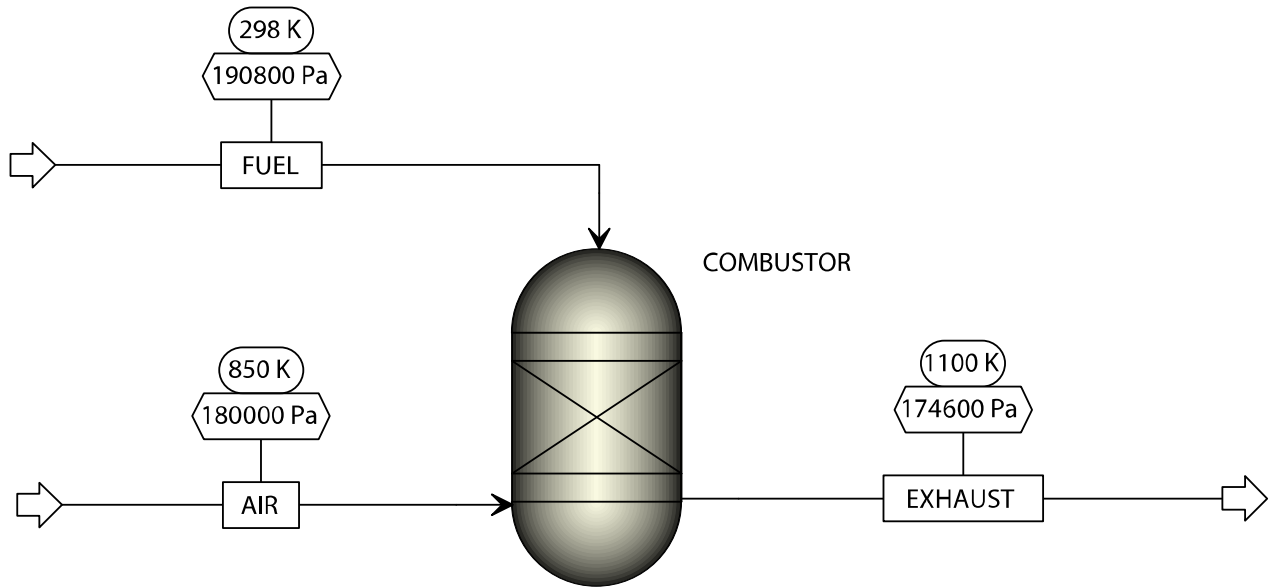 298 K
190800 Pa
FUEL
COMBUSTOR
850 K
180000 Pa
AIR
1100 K
174600 Pa
EXHAUST